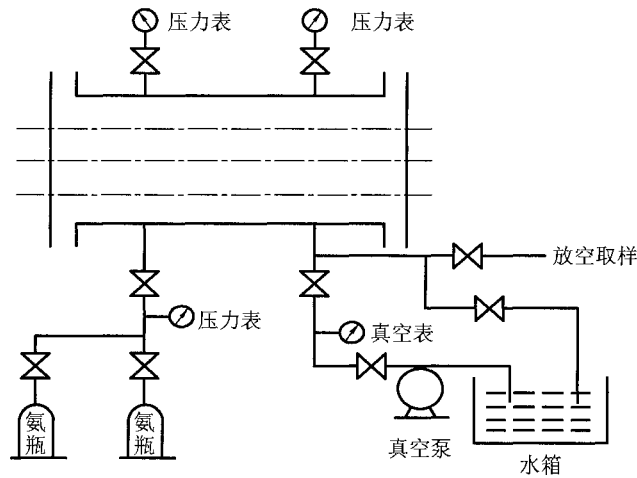 压力表
压力表
放空取样
压力表
真空表
氨瓶
氨瓶
真空泵
水箱